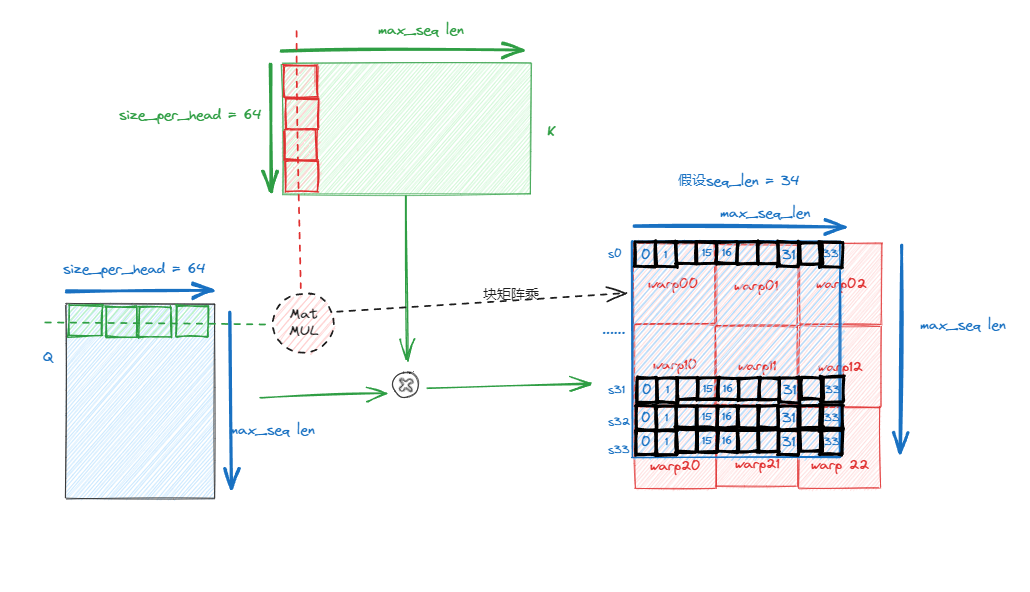 max_seq len
size_per_head = 64
K
假设seq_len = 34
max_seq_len
s0
0 1 15 16 31 33
warp00 warp01 warp02
size_per_head = 64
Mat
MUL
块矩阵乘
Q
max_seq len
......
max_seq len
warp10 warp11 warp12
s31
0 1 15 16 31 33
s32
0 1 15 16 31 33
s33
0 1 15 16 31 33
warp20 warp21 warp 22